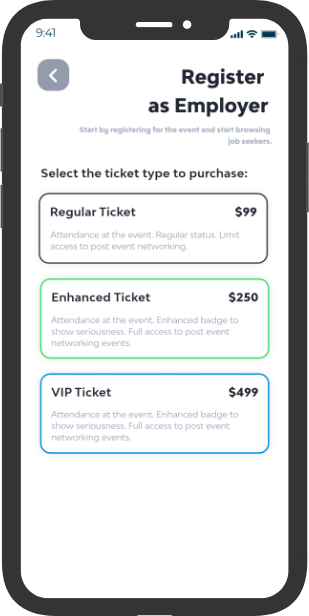 9:41
Register
as Employer
Start by registering for the event and start browsing
job seekers.
Select the ticket type to purchase:
Regular Ticket $99
Attendance at the event. Regular status. Limit
access to post event networking.
Enhanced Ticket $250
Attendance at the event. Enhanced badge to
show seriousness. Full access to post event
networking events.
VIP Ticket $499
Attendance at the event. Enhanced badge to
show seriousness. Full access to post event
networking events.